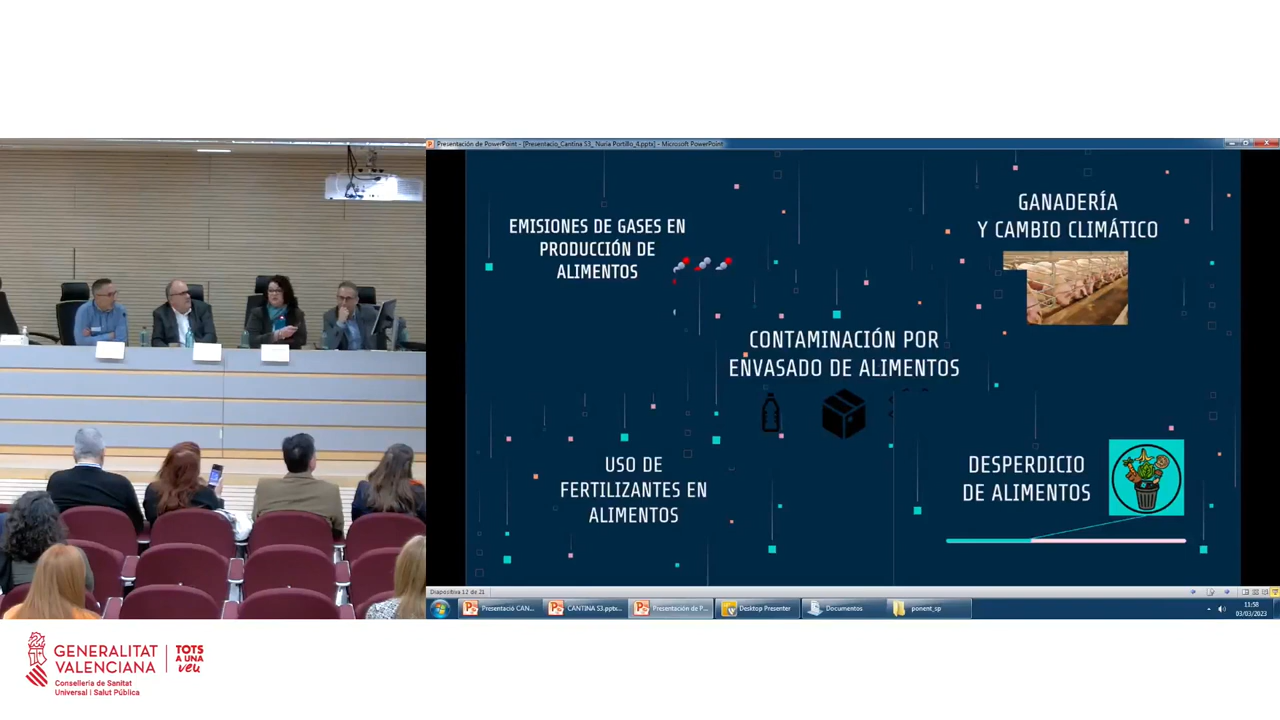 Presentación de PowerPoint - [Presentacio_Cantina S3_ Nuria Portillo_4.pptx] - Microsoft PowerPoint
EMISIONES DE GASES EN
PRODUCCIÓN DE
ALIMENTOS
GANADERÍA
Y CAMBIO CLIMÁTICO
CONTAMINACIÓN POR
ENVASADO DE ALIMENTOS
USO DE
FERTILIZANTES EN
ALIMENTOS
DESPERDICIO
DE ALIMENTOS
Diapositiva 12 de 21
Presentació CAN...
CANTINA S3.pptx...
Presentación de P...
Desktop Presenter
Documentos
ponent_sp
11:58
03/03/2023
GENERALITAT
VALENCIANA
Conselleria de Sanitat
Universal i Salut Pública
TOTS
A UNA
veu